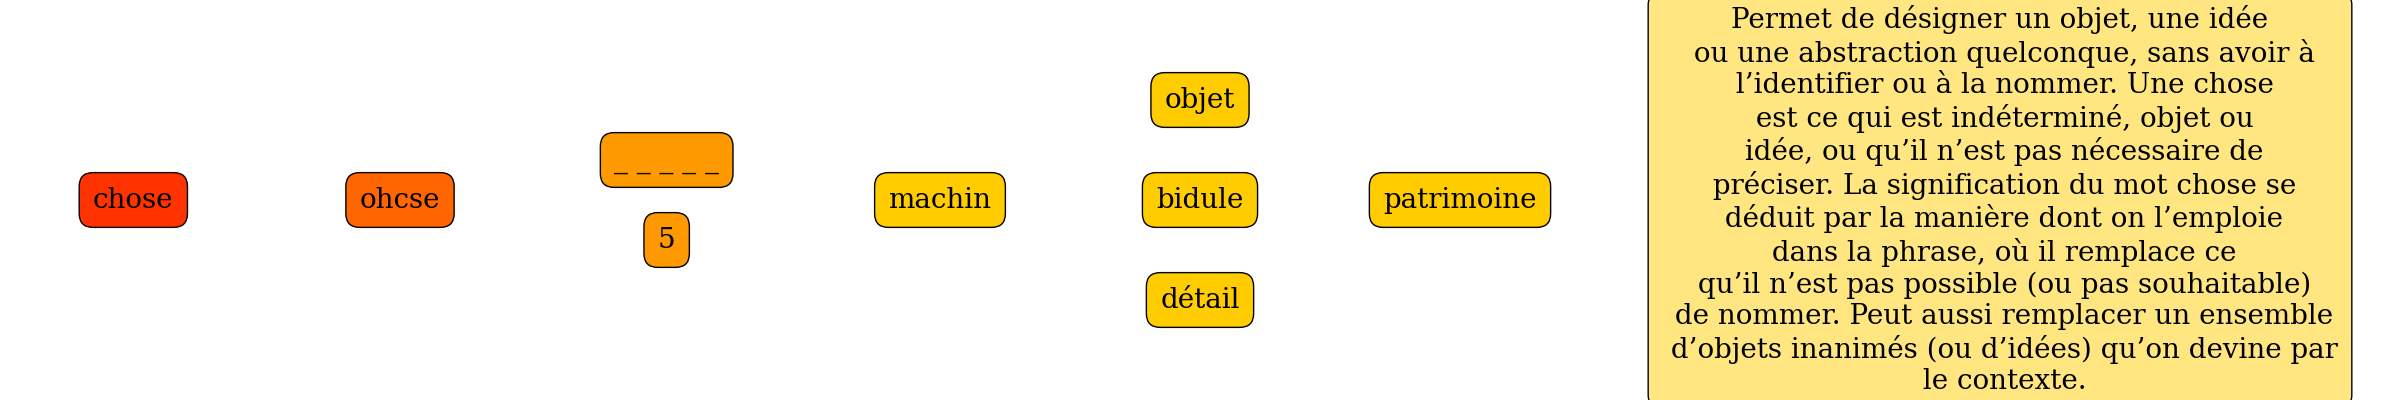 chose
ohcse
_ _ _ _ _
5
machin
objet
bidule
détail
patrimoine
Permet de désigner un objet, une idée
ou une abstraction quelconque, sans avoir à
l’identifier ou à la nommer. Une chose
est ce qui est indéterminé, objet ou
idée, ou qu’il n’est pas nécessaire de
préciser. La signification du mot chose se
déduit par la manière dont on l’emploie
dans la phrase, où il remplace ce
qu’il n’est pas possible (ou pas souhaitable)
de nommer. Peut aussi remplacer un ensemble
d’objets inanimés (ou d’idées) qu’on devine par
le contexte.